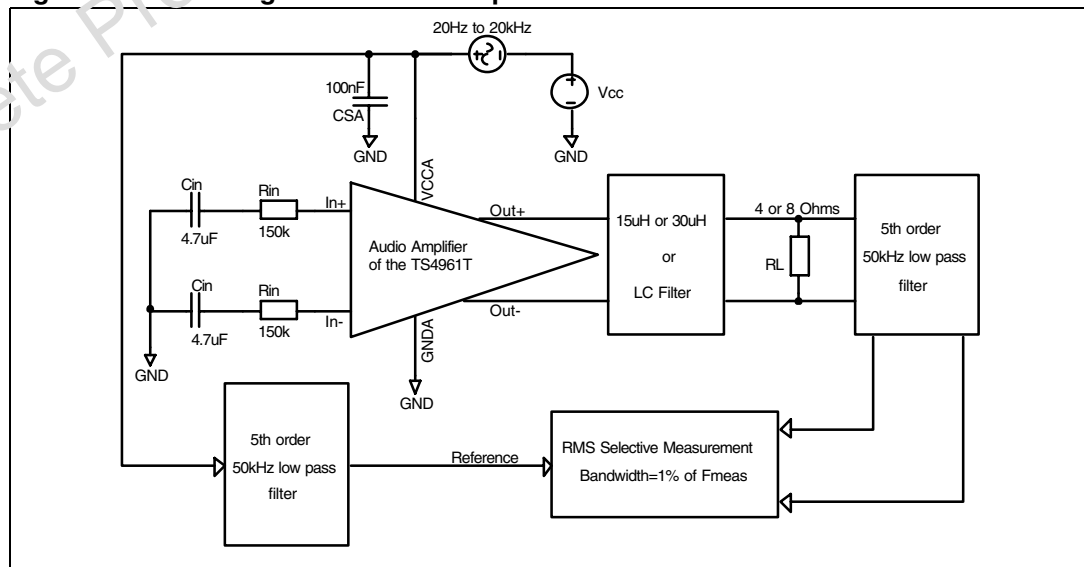 20Hz to 20kHz
100nF
CSA
Vcc
GND
GND
VCCA
Cin
Rin
In+
4.7uF
150k
Out+
15uH or 30uH
or
LC Filter
4 or 8 Ohms
RL
5th order
50kHz low pass
filter
Audio Amplifier
of the TS4961T
Cin
Rin
In-
4.7uF
150k
Out-
GNDA
GND
GND
5th order
50kHz low pass
filter
Reference
RMS Selective Measurement
Bandwidth=1% of Fmeas